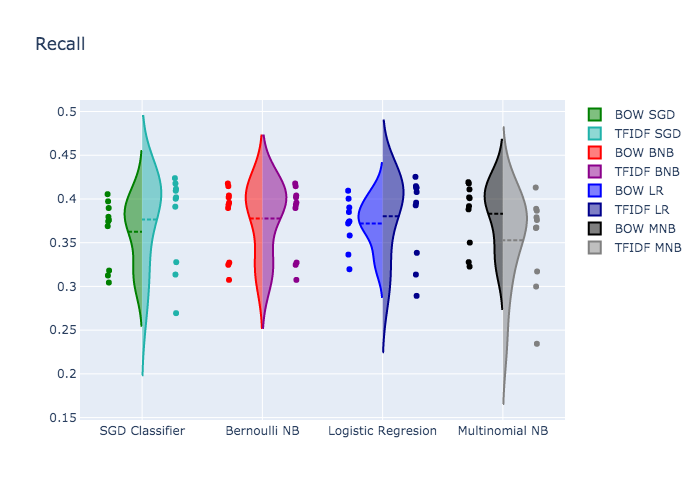 Recall
0.5
0.45
0.4
0.35
0.3
0.25
0.2
0.15
SGD Classifier
Bernoulli NB
Logistic Regresion
Multinomial NB
BOW SGD
TFIDF SGD
BOW BNB
TFIDF BNB
BOW LR
TFIDF LR
BOW MNB
TFIDF MNB